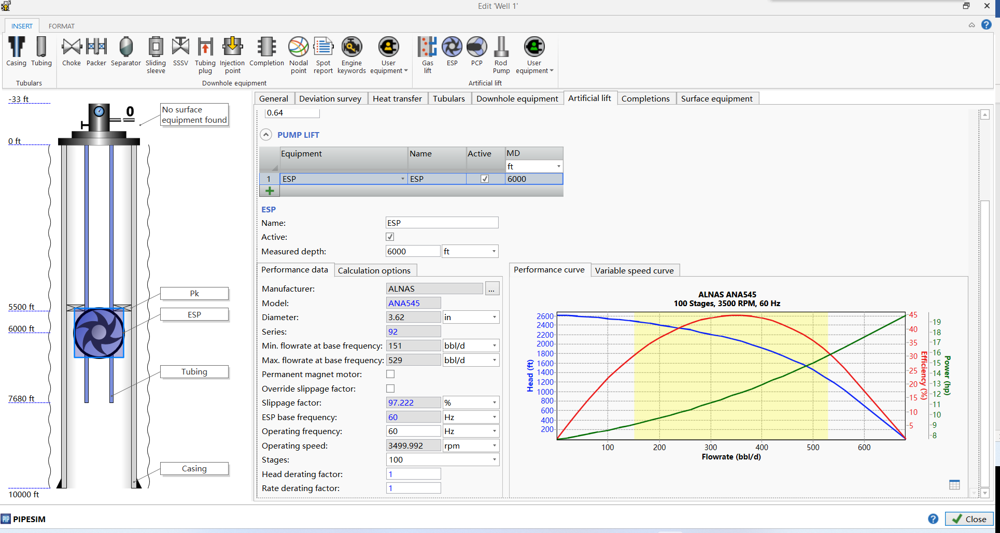 Edit 'Well 1'
INSERT FORMAT
Casing Tubing Choke Packer Separator Sliding sleeve SSSV Tubing plug Injection point Completion Nodal point Spot report Engine keywords User equipment Gas lift ESP PCP Rod Pump User equipment
Tubulars Downhole equipment Artificial lift
-33 ft
0
No surface
equipment found
0 ft
Pk
5500 ft
ESP
6000 ft
Tubing
7680 ft
Casing
10000 ft
General Deviation survey Heat transfer Tubulars Downhole equipment Artificial lift Completions Surface equipment
0.64
PUMP LIFT
Equipment Name Active MD
ft
1 ESP ESP 6000
ESP
Name: ESP
Active:
Measured depth: 6000 ft
Performance data Calculation options
Manufacturer: ALNAS ...
Model: ANA545
Diameter: 3.62 in
Series: 92
Min. flowrate at base frequency: 151 bbl/d
Max. flowrate at base frequency: 529 bbl/d
Permanent magnet motor:
Override slippage factor:
Slippage factor: 97.222 %
ESP base frequency: 60 Hz
Operating frequency: 60 Hz
Operating speed: 3499.992 rpm
Stages: 100
Head derating factor: 1
Rate derating factor: 1
Performance curve Variable speed curve
ALNAS ANA545
100 Stages, 3500 RPM, 60 Hz
Head (ft)
2600
2400
2200
2000
1800
1600
1400
1200
1000
800
600
400
200
100 200 300 400 500 600
Flowrate (bbl/d)
45
40
35
30
25
20
15
10
5
Efficiency (%)
19
18
17
16
15
14
13
12
11
10
9
8
Power (hp)
PIP PIPESIM
? Close